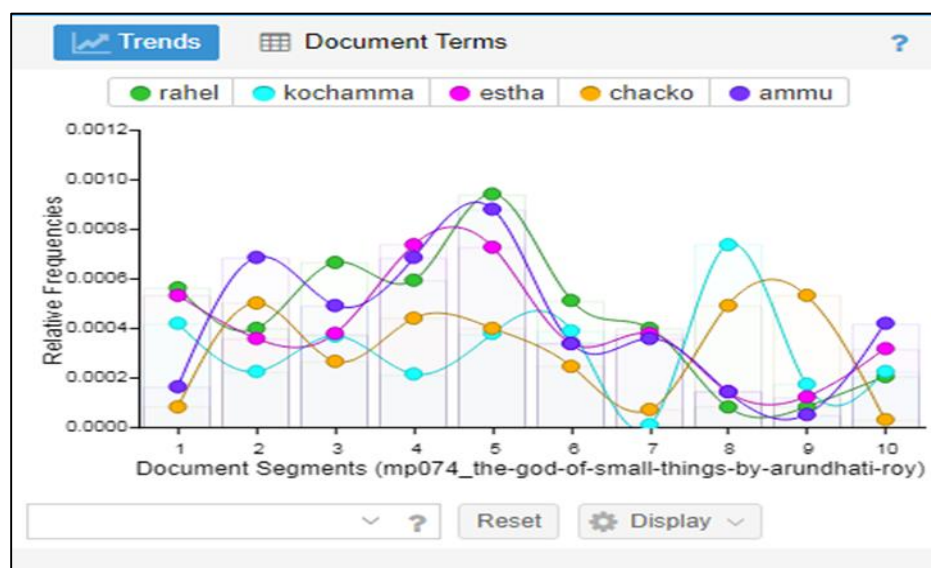 Trends Document Terms ?
rahel kochamma estha chacko ammu
Relative Frequencies
0.0012
0.0010
0.0008
0.0006
0.0004
0.0002
0.0000
1 2 3 4 5 6 7 8 9 10
Document Segments (mp074_the-god-of-small-things-by-arundhati-roy)
? Reset Display